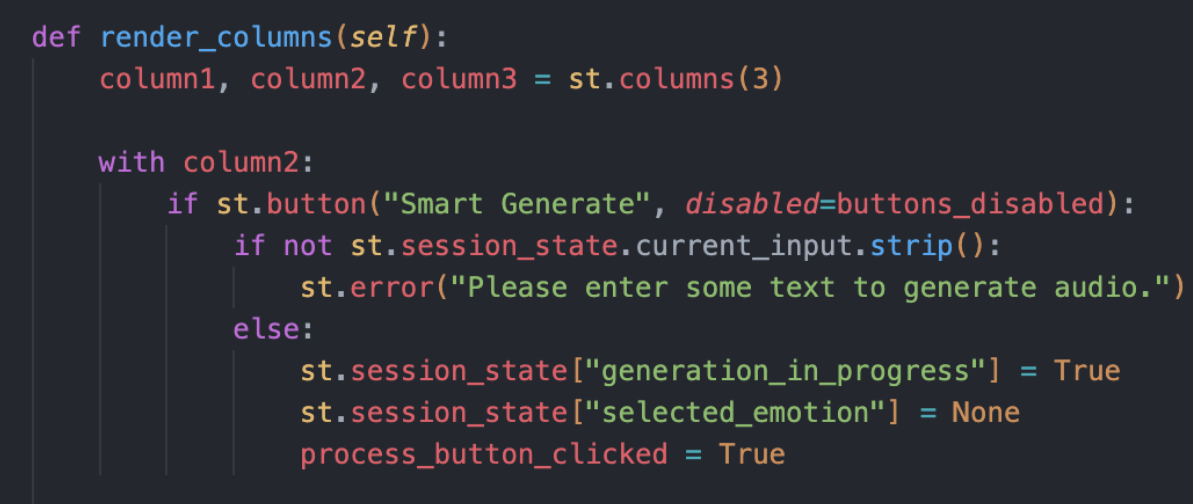 def render_columns(self):
    column1, column2, column3 = st.columns(3)

    with column2:
        if st.button("Smart Generate", disabled=buttons_disabled):
            if not st.session_state.current_input.strip():
                st.error("Please enter some text to generate audio.")
            else:
                st.session_state["generation_in_progress"] = True
                st.session_state["selected_emotion"] = None
                process_button_clicked = True